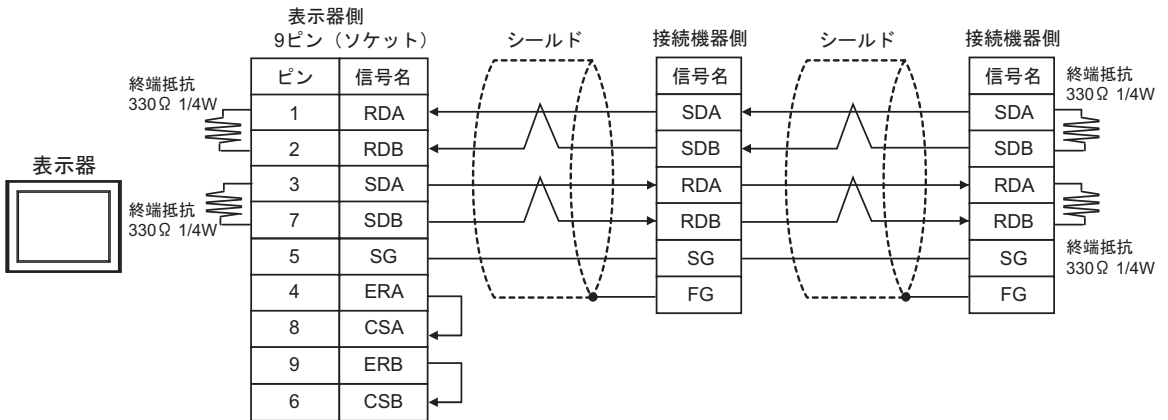 表示器側
9ピン（ソケット）
シールド
接続機器側
シールド
接続機器側
終端抵抗
330Ω 1/4W
ピン 信号名
信号名
信号名
終端抵抗
330Ω 1/4W
1 RDA
SDA
SDA
2 RDB
SDB
SDB
表示器
3 SDA
RDA
RDA
終端抵抗
330Ω 1/4W
7 SDB
RDB
RDB
終端抵抗
330Ω 1/4W
5 SG
SG
SG
4 ERA
FG
FG
8 CSA
9 ERB
6 CSB